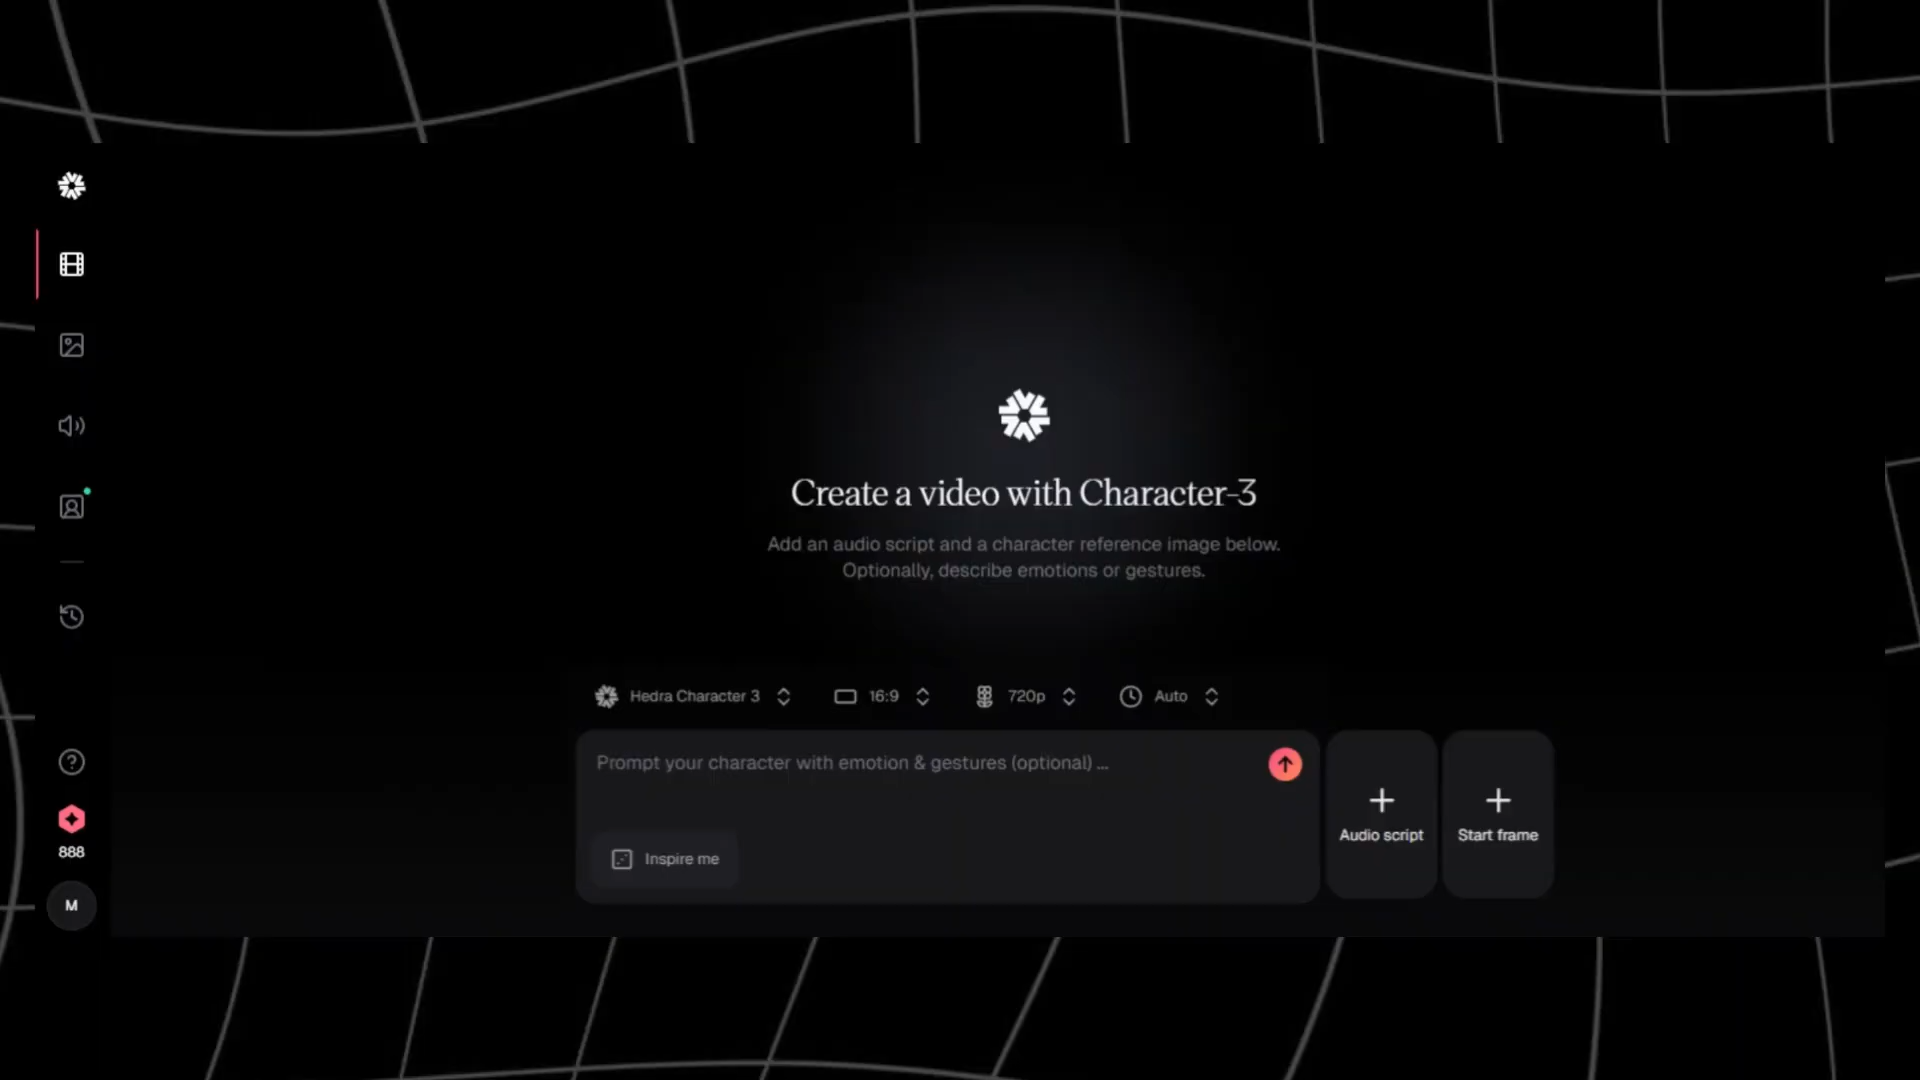 Create a video with Character-3
Add an audio script and a character reference image below.
Optionally, describe emotions or gestures.
Hedra Character 3
16:9
720p
Auto
Prompt your character with emotion & gestures (optional) ...
Inspire me
Audio script
Start frame
888
M